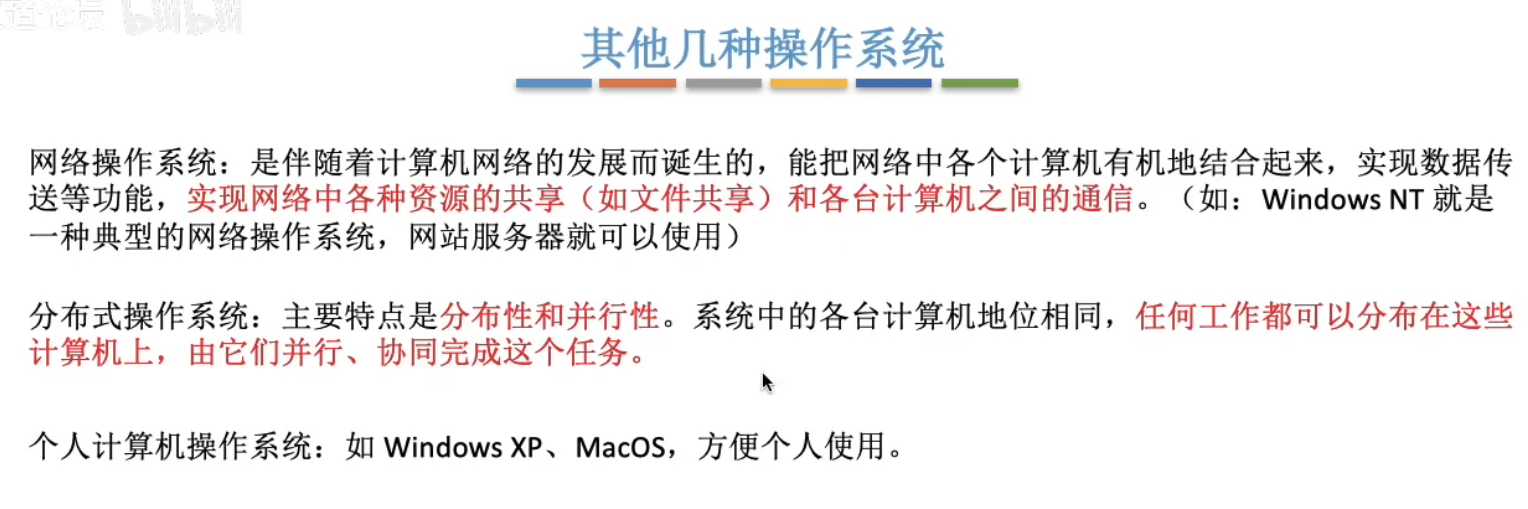 道论坛 bilibili
其他几种操作系统
网络操作系统：是伴随着计算机网络的发展而诞生的，能把网络中各个计算机有机地结合起来，实现数据传
送等功能，实现网络中各种资源的共享（如文件共享）和各台计算机之间的通信。（如：Windows NT 就是
一种典型的网络操作系统，网站服务器就可以使用）
分布式操作系统：主要特点是分布性和并行性。系统中的各台计算机地位相同，任何工作都可以分布在这些
计算机上，由它们并行、协同完成这个任务。
个人计算机操作系统：如 Windows XP、MacOS，方便个人使用。